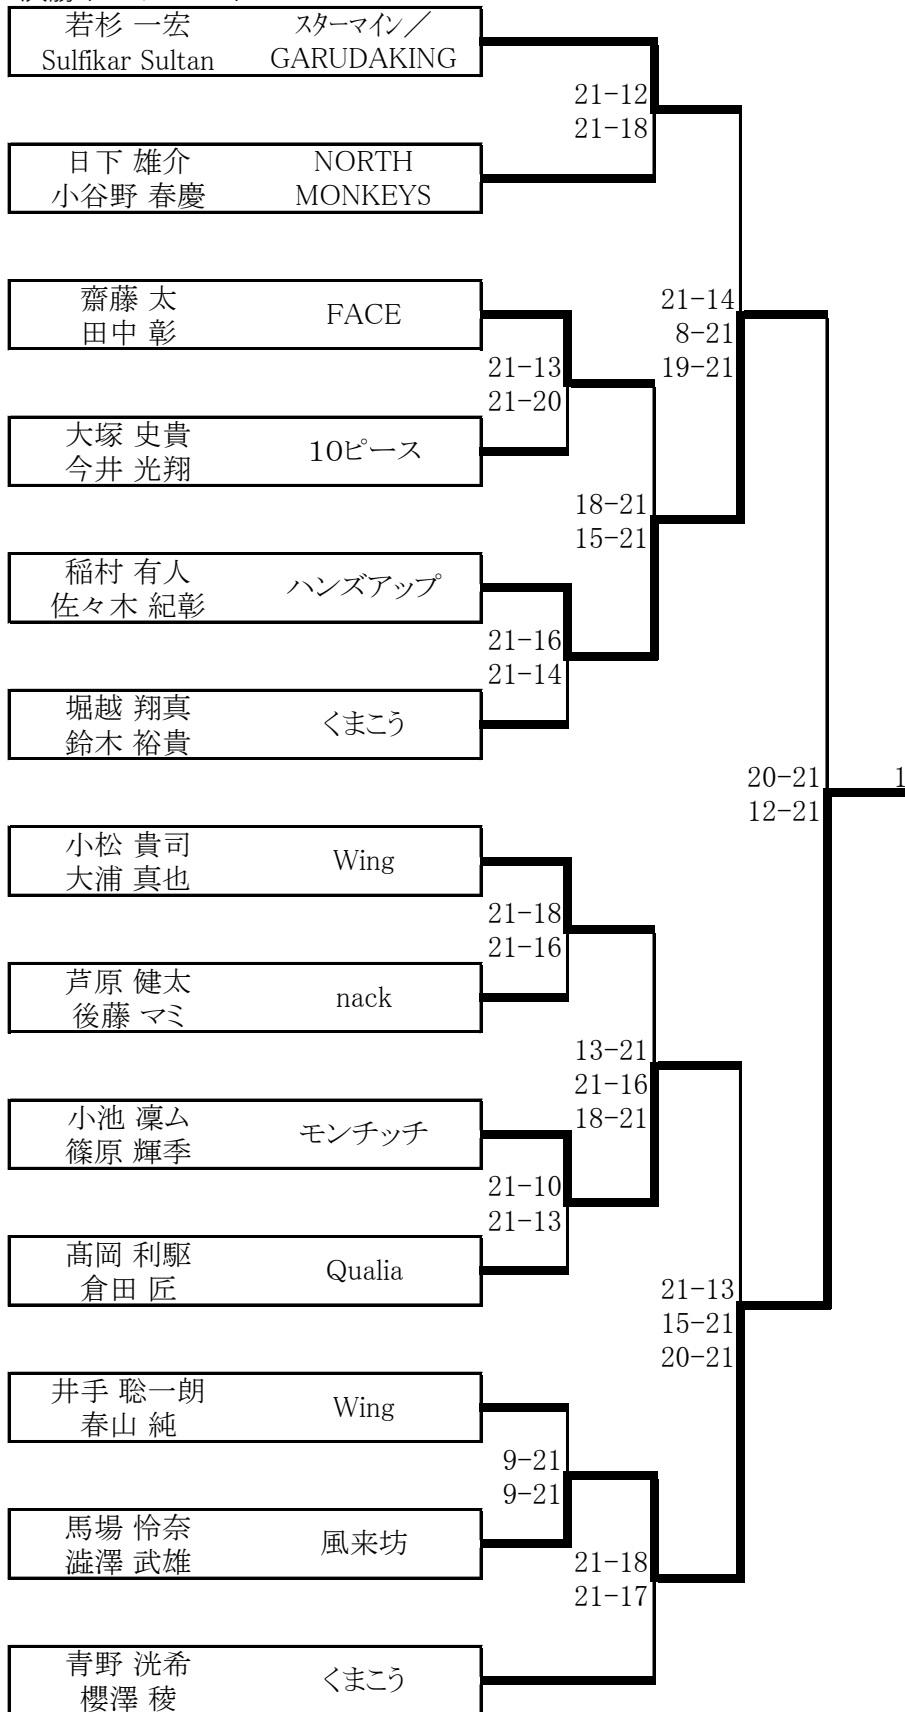 若杉 一宏 スターマイン／
Sulfikar Sultan GARUDAKING
21-12
21-18
日下 雄介 NORTH
小谷野 春慶 MONKEYS
齋藤 太
田中 彰
FACE
21-14
8-21
19-21
21-13
21-20
大塚 史貴
今井 光翔
10ピース
18-21
15-21
稲村 有人
佐々木 紀彰
ハンズアップ
21-16
21-14
堀越 翔真
鈴木 裕貴
くまこう
20-21
12-21
1
小松 貴司
大浦 真也
Wing
21-18
21-16
芦原 健太
後藤 マミ
nack
13-21
21-16
18-21
小池 凜ム
篠原 輝季
モンチッチ
21-10
21-13
髙岡 利駆
倉田 匠
Qualia
21-13
15-21
20-21
井手 聡一朗
春山 純
Wing
9-21
9-21
馬場 怜奈
澁澤 武雄
風来坊
21-18
21-17
青野 洸希
櫻澤 稜
くまこう